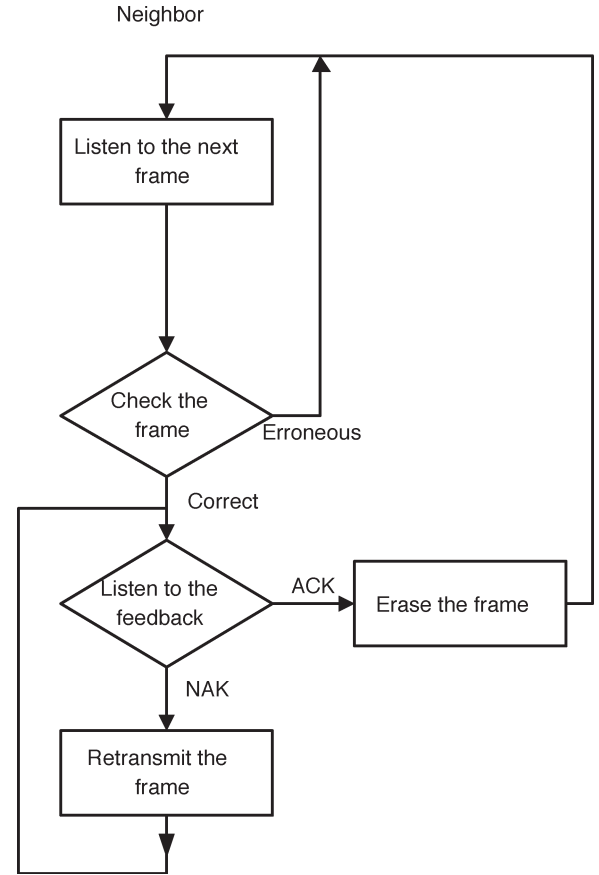 Neighbor
Listen to the next
frame
Check the
frame
Erroneous
Correct
Listen to the
feedback
ACK
Erase the frame
NAK
Retransmit the
frame